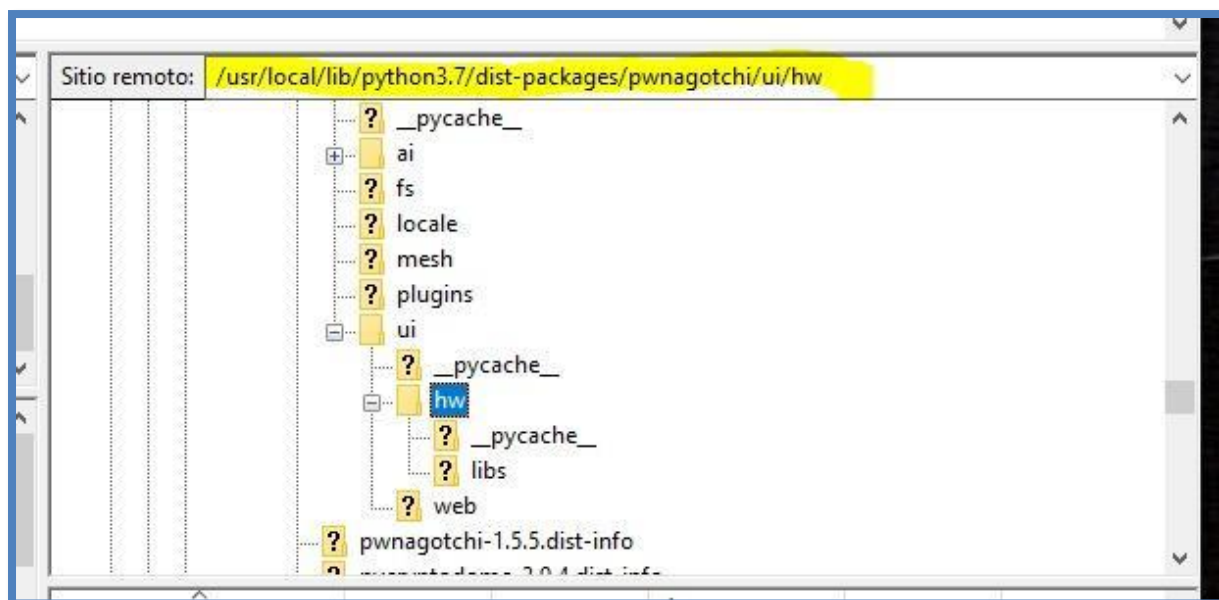 Sitio remoto: /usr/local/lib/python3.7/dist-packages/pwnagotchi/ui/hw
__pycache__
ai
fs
locale
mesh
plugins
ui
__pycache__
hw
__pycache__
libs
web
pwnagotchi-1.5.5.dist-info